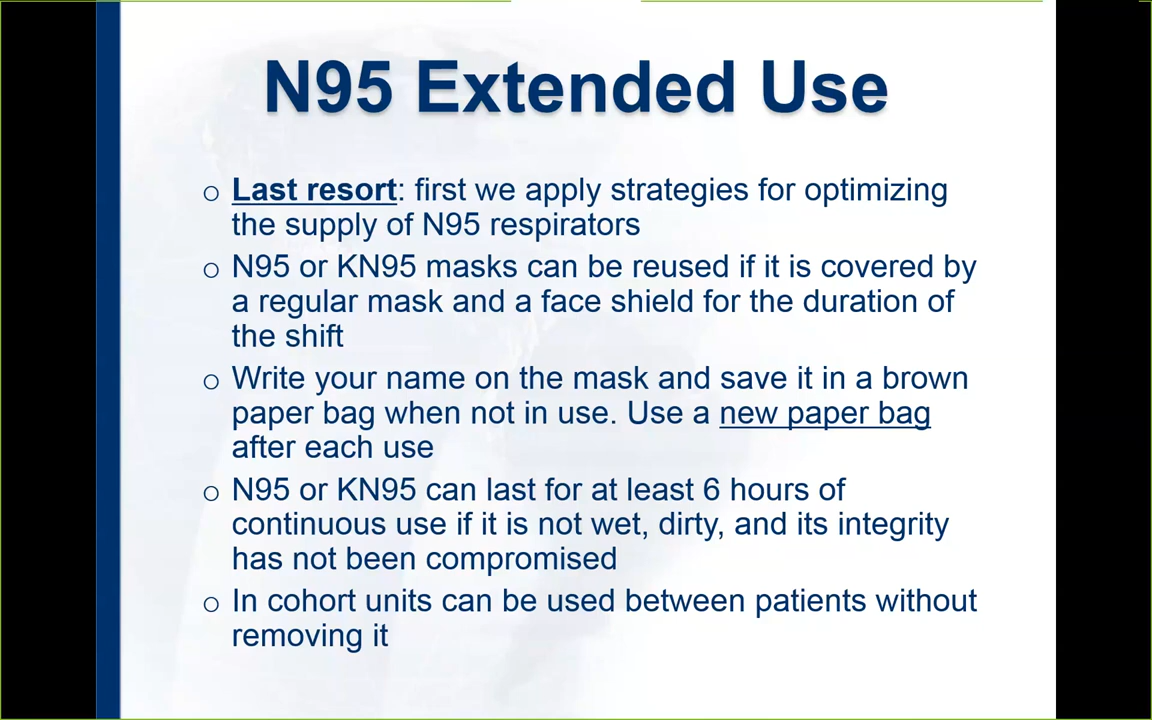 N95 Extended Use
o Last resort: first we apply strategies for optimizing
the supply of N95 respirators
o N95 or KN95 masks can be reused if it is covered by
a regular mask and a face shield for the duration of
the shift
o Write your name on the mask and save it in a brown
paper bag when not in use. Use a new paper bag
after each use
o N95 or KN95 can last for at least 6 hours of
continuous use if it is not wet, dirty, and its integrity
has not been compromised
o In cohort units can be used between patients without
removing it